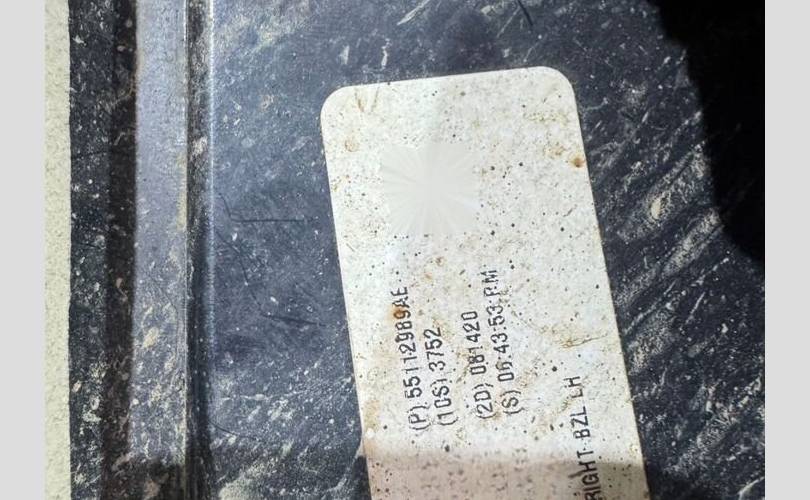 (P) 55112989AE
(10S) 3752
(2D) 081420
(S) 06:43:53:PM
RIGHT BZL LH